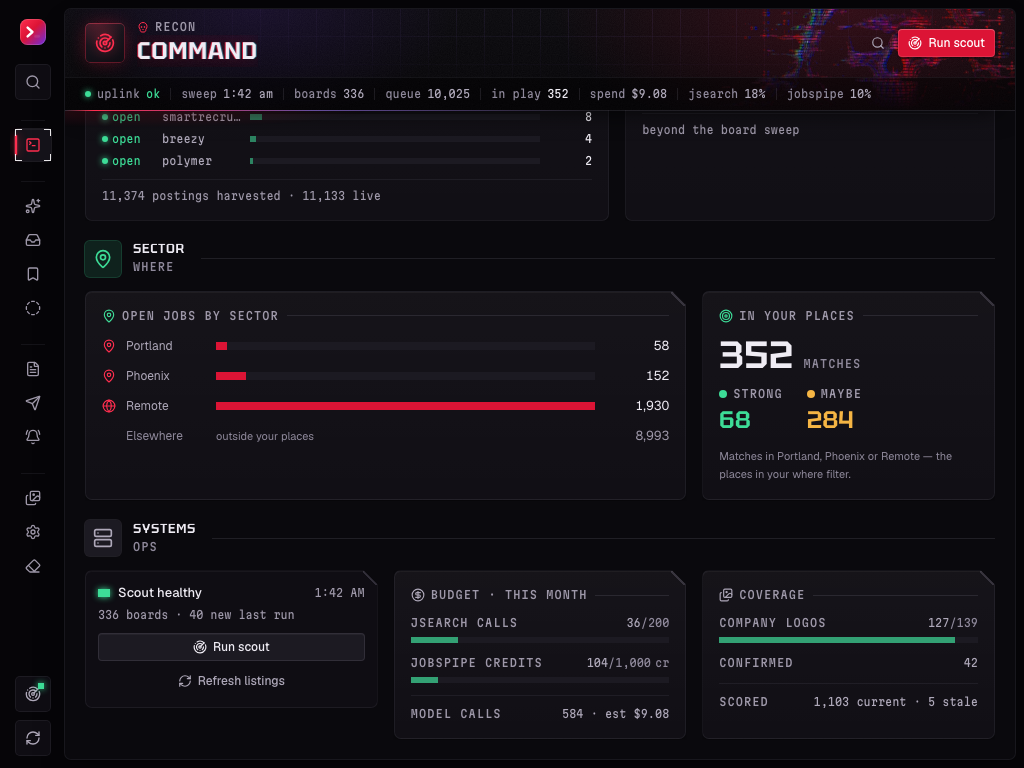 RECON
COMMAND
Run scout
uplink ok
sweep 1:42 am
boards 336
queue 10,025
in play 352
spend $9.08
jsearch 18%
jobspipe 10%
open smartrecru… 8
open breezy 4
open polymer 2
11,374 postings harvested · 11,133 live
beyond the board sweep
SECTOR
WHERE
OPEN JOBS BY SECTOR
Portland 58
Phoenix 152
Remote 1,930
Elsewhere outside your places 8,993
IN YOUR PLACES
352 MATCHES
STRONG MAYBE
68 284
Matches in Portland, Phoenix or Remote — the
places in your where filter.
SYSTEMS
OPS
Scout healthy 1:42 AM
336 boards · 40 new last run
Run scout
Refresh listings
BUDGET · THIS MONTH
JSEARCH CALLS 36/200
JOBSPIPE CREDITS 104/1,000 cr
MODEL CALLS 584 · est $9.08
COVERAGE
COMPANY LOGOS 127/139
CONFIRMED 42
SCORED 1,103 current · 5 stale